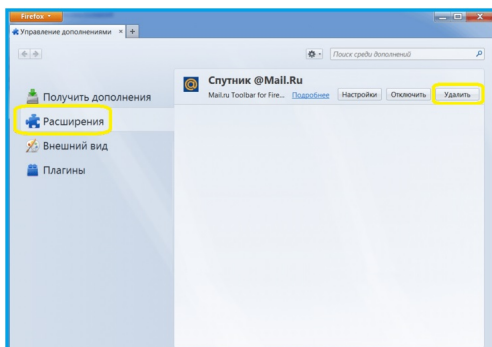 Firefox
Управление дополнениями × +
Поиск среди дополнений
Получить дополнения
Расширения
Внешний вид
Плагины
Спутник @Mail.Ru
Mail.ru Toolbar for Fire... Подробнее Настройки Отключить Удалить